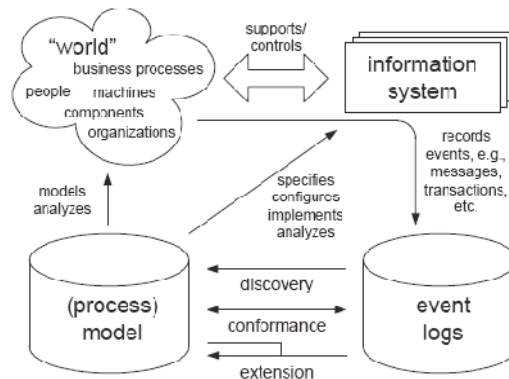 “world”
business processes
people machines
components
organizations
supports/
controls
information
system
models
analyzes
specifies
configures
implements
analyzes
records
events, e.g.,
messages,
transactions,
etc.
(process)
model
discovery
conformance
extension
event
logs